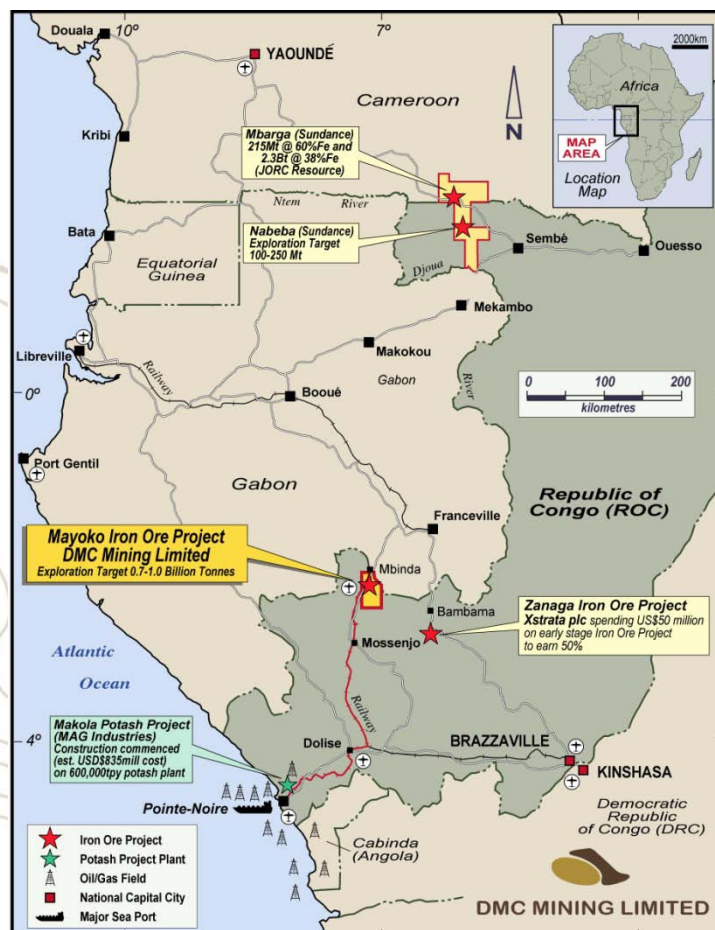 Douala
10°
7°
YAOUNDÉ
2000km
Africa
MAP
AREA
Location
Map
Cameroon
N
Kribi
Mbarga (Sundance)
215Mt @ 60%Fe and
2.3Bt @ 38%Fe
(JORC Resource)
Ntem River
Bata
Nabeba (Sundance)
Exploration Target
100-250 Mt
Sembé
Ouesso
Equatorial
Guinea
Djoua
Mekambo
Libreville
Railway
Makokou
Gabon
River
0°
Booué
0 100 200
kilometres
Port Gentil
Gabon
Republic of
Congo (ROC)
Franceville
Mayoko Iron Ore Project
DMC Mining Limited
Exploration Target 0.7-1.0 Billion Tonnes
Mbinda
Bambama
Zanaga Iron Ore Project
Xstrata plc spending US$50 million
on early stage Iron Ore Project
to earn 50%
Mossenjo
Atlantic
Ocean
Railway
Makola Potash Project
(MAG Industries)
Construction commenced
(est. USD$835mill cost)
on 600,000tpy potash plant
4°
Dolise
BRAZZAVILLE
KINSHASA
Pointe-Noire
Democratic
Republic
of Congo (DRC)
Cabinda
(Angola)
Iron Ore Project
Potash Project Plant
Oil/Gas Field
National Capital City
Major Sea Port
DMC MINING LIMITED